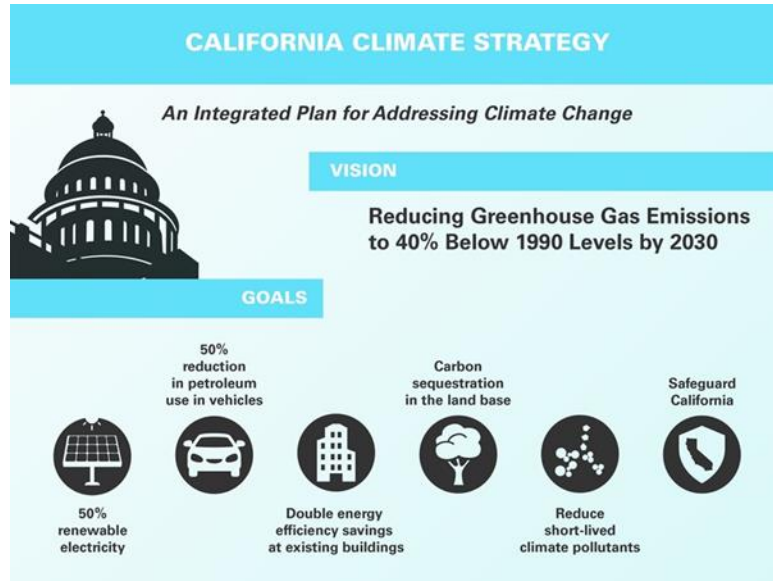 CALIFORNIA CLIMATE STRATEGY
An Integrated Plan for Addressing Climate Change
VISION
Reducing Greenhouse Gas Emissions
to 40% Below 1990 Levels by 2030
GOALS
50%
renewable
electricity
50%
reduction
in petroleum
use in vehicles
Double energy
efficiency savings
at existing buildings
Carbon
sequestration
in the land base
Reduce
short-lived
climate pollutants
Safeguard
California